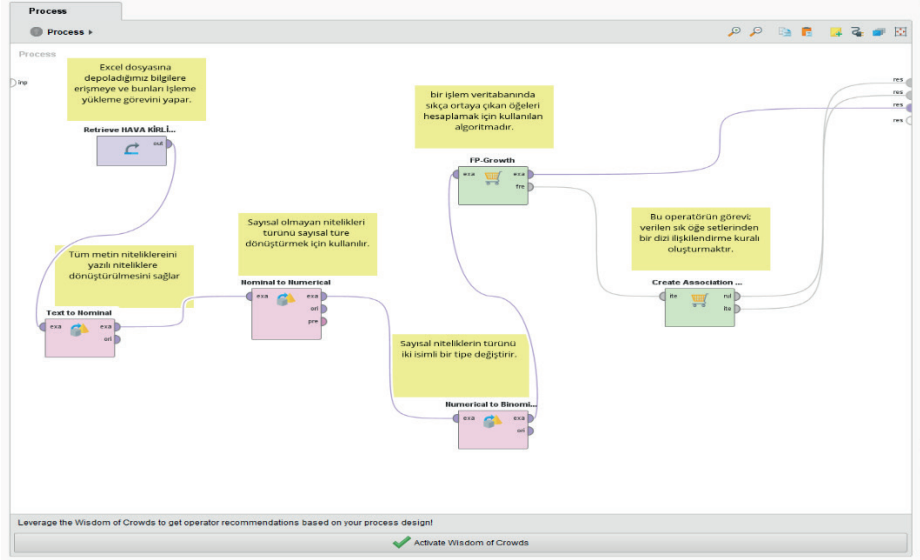 Process
Process
Process
inp
Excel dosyasına
depoladığımız bilgilere
erişmeye ve bunları İşleme
yükleme görevini yapar.
Retrieve HAVA KİRLİ...
out
Tüm metin niteliklereini
yazılı niteliklere
dönüştürülmesini sağlar
Text to Nominal
exa
exa
ori
Sayısal olmayan nitelikleri
türünü sayısal türe
dönüştürmek için kullanılır.
Nominal to Numerical
exa
exa
ori
pre
Sayısal niteliklerin türünü
iki isimli bir tipe değiştirir.
Numerical to Binomi...
exa
exa
ori
bir işlem veritabanında
sıkça ortaya çıkan öğeleri
hesaplamak için kullanılan
algoritmadır.
FP-Growth
exa
exa
fre
Bu operatörün görevi;
verilen sık öğe setlerinden
bir dizi ilişkilendirme kuralı
oluşturmaktır.
Create Association ...
ite
rul
ite
res
res
res
res
Leverage the Wisdom of Crowds to get operator recommendations based on your process design!
Activate Wisdom of Crowds